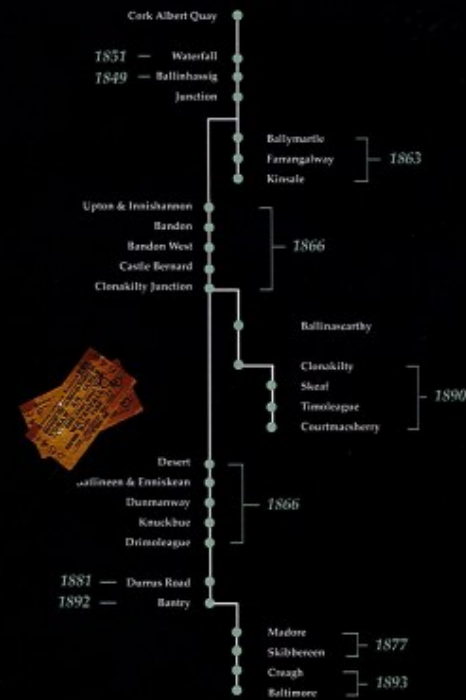 Cork Albert Quay
1851 — Waterfall
1849 — Ballinhassig
Junction
Ballymartle
Farrangalway
Kinsale
1863
Upton & Innishannon
Bandon
Bandon West
Castle Bernard
Clonakilty Junction
1866
Ballinascarthy
Clonakilty
Skeaf
Timoleague
Courtmacsherry
1890
Desert
Ballineen & Enniskean
Dunmanway
Knuckbue
Drimoleague
1866
1881 — Durrus Road
1892 — Bantry
Madore
Skibbereen
1877
Creagh
Baltimore
1893